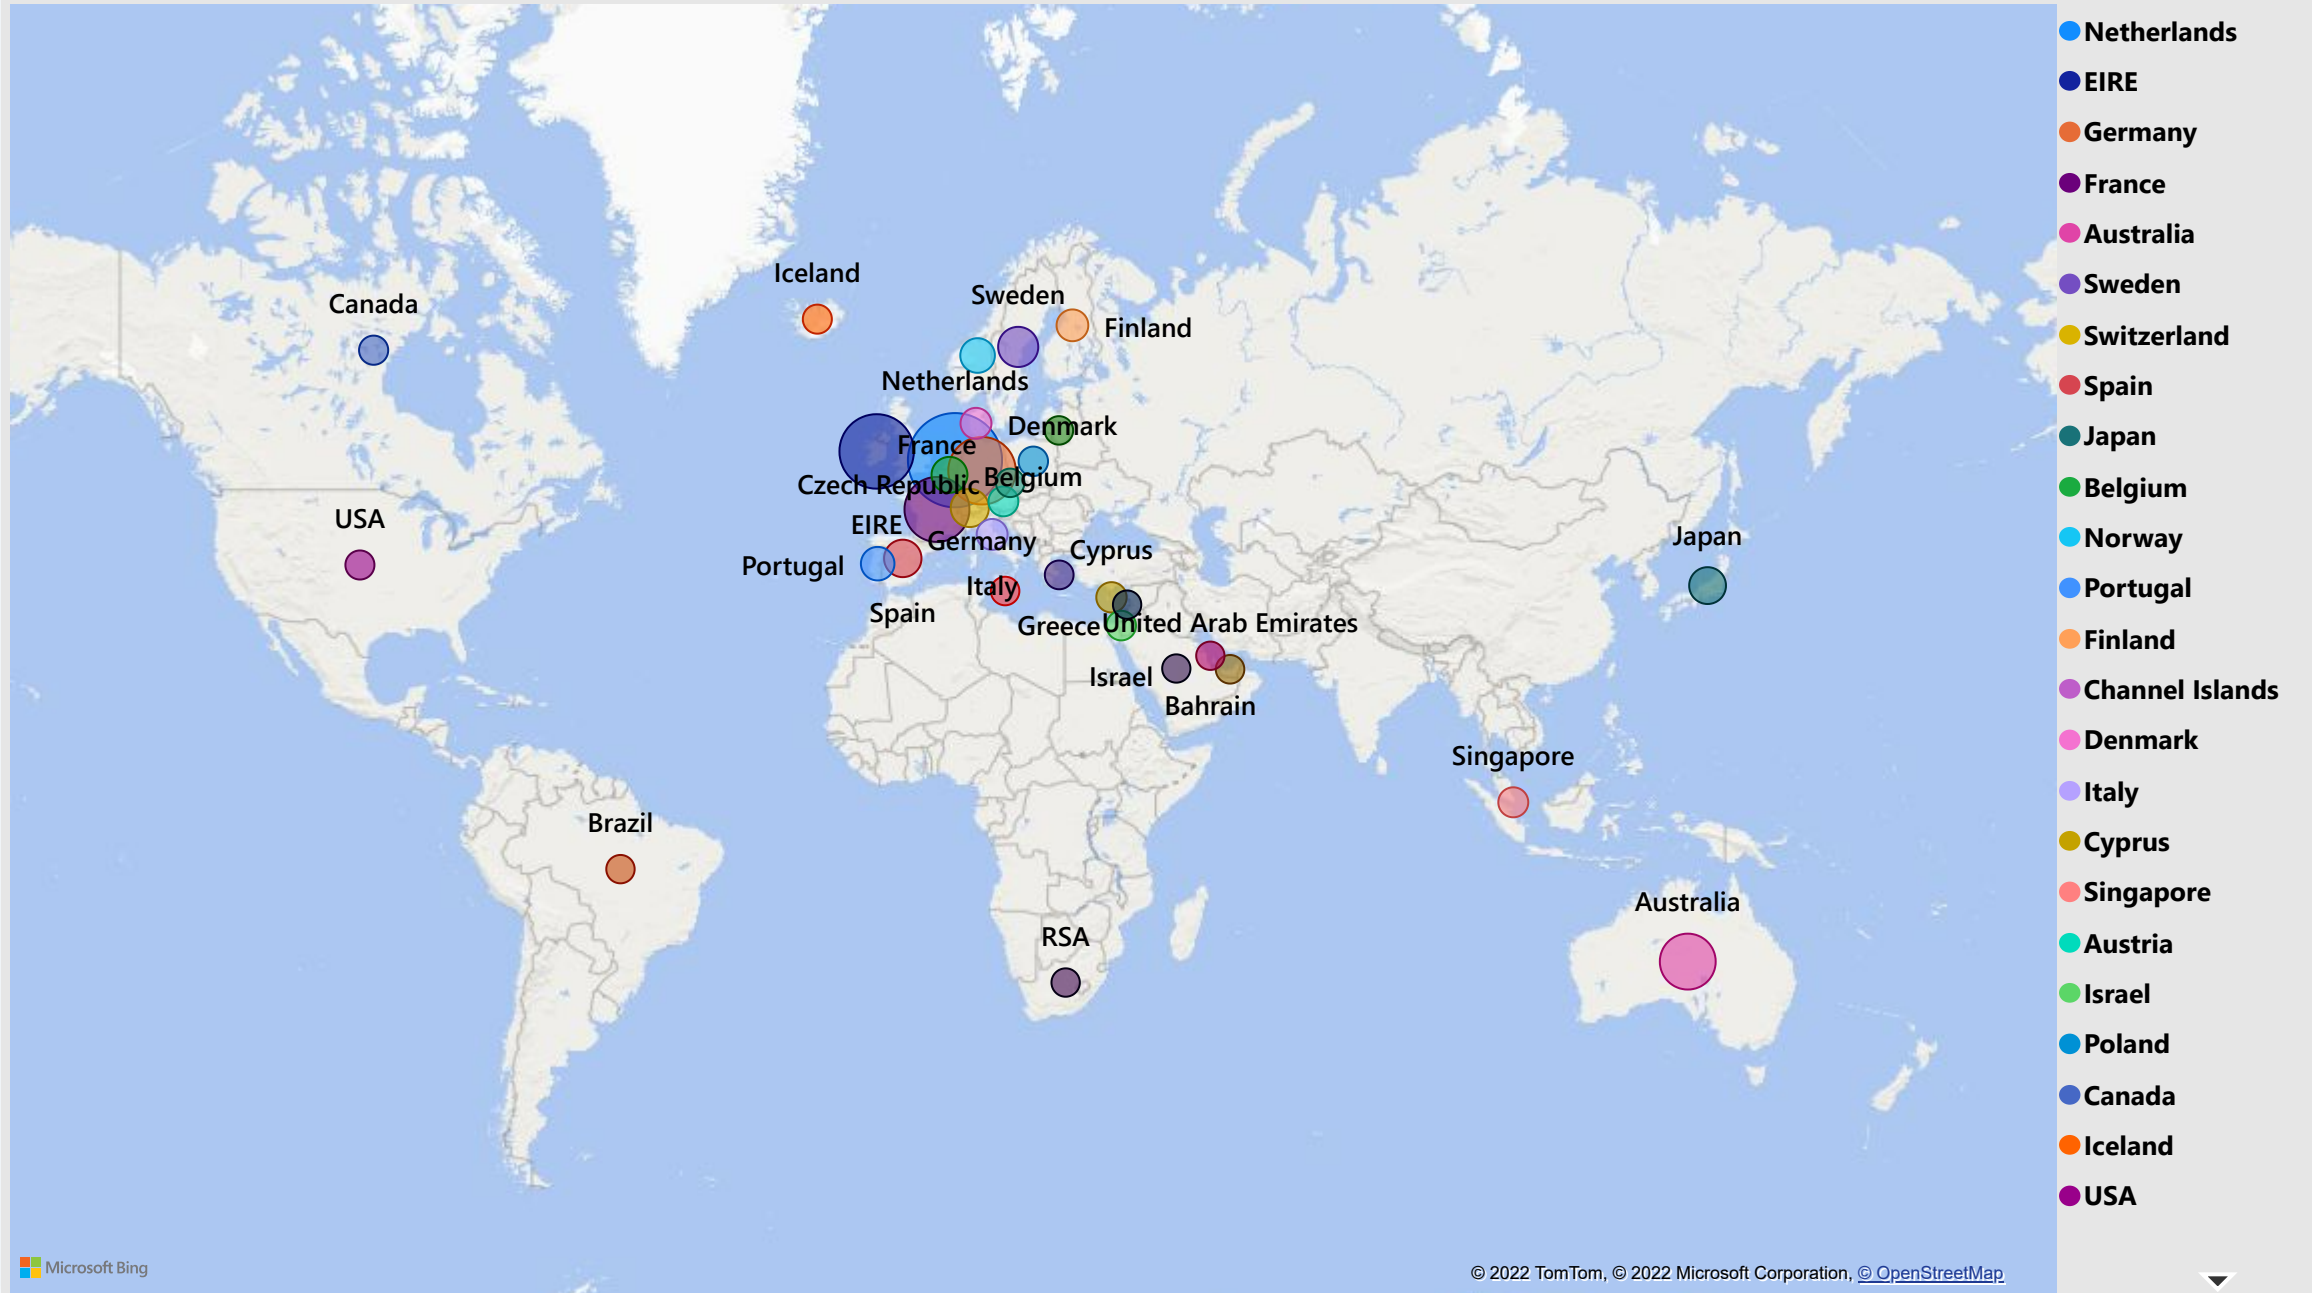 Iceland
Canada
Sweden
Finland
Netherlands
Denmark
France
Belgium
Czech Republic
USA
EIRE
Germany
Japan
Cyprus
Portugal
Italy
Spain
Greece
United Arab Emirates
Israel
Bahrain
Singapore
Brazil
Australia
RSA
Microsoft Bing
© 2022 TomTom, © 2022 Microsoft Corporation, © OpenStreetMap
Netherlands
EIRE
Germany
France
Australia
Sweden
Switzerland
Spain
Japan
Belgium
Norway
Portugal
Finland
Channel Islands
Denmark
Italy
Cyprus
Singapore
Austria
Israel
Poland
Canada
Iceland
USA